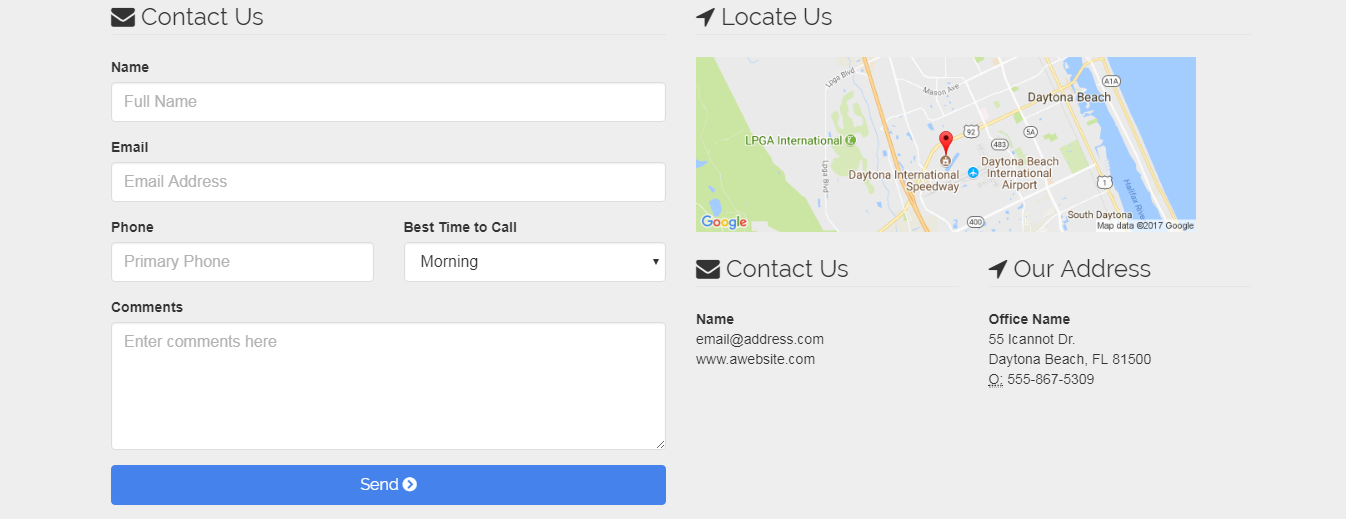 Contact Us
Name
Full Name
Email
Email Address
Phone
Best Time to Call
Primary Phone
Morning
Comments
Enter comments here
Send
Locate Us
Lpga Blvd
Mason Ave
A1A
Daytona Beach
92
5A
LPGA International
483
Lpga Blvd
Daytona International
Speedway
Daytona Beach
International
Airport
1
Halifax River
400
South Daytona
Google
Map data ©2017 Google
Contact Us
Name
email@address.com
www.awebsite.com
Our Address
Office Name
55 Icannot Dr.
Daytona Beach, FL 81500
O: 555-867-5309